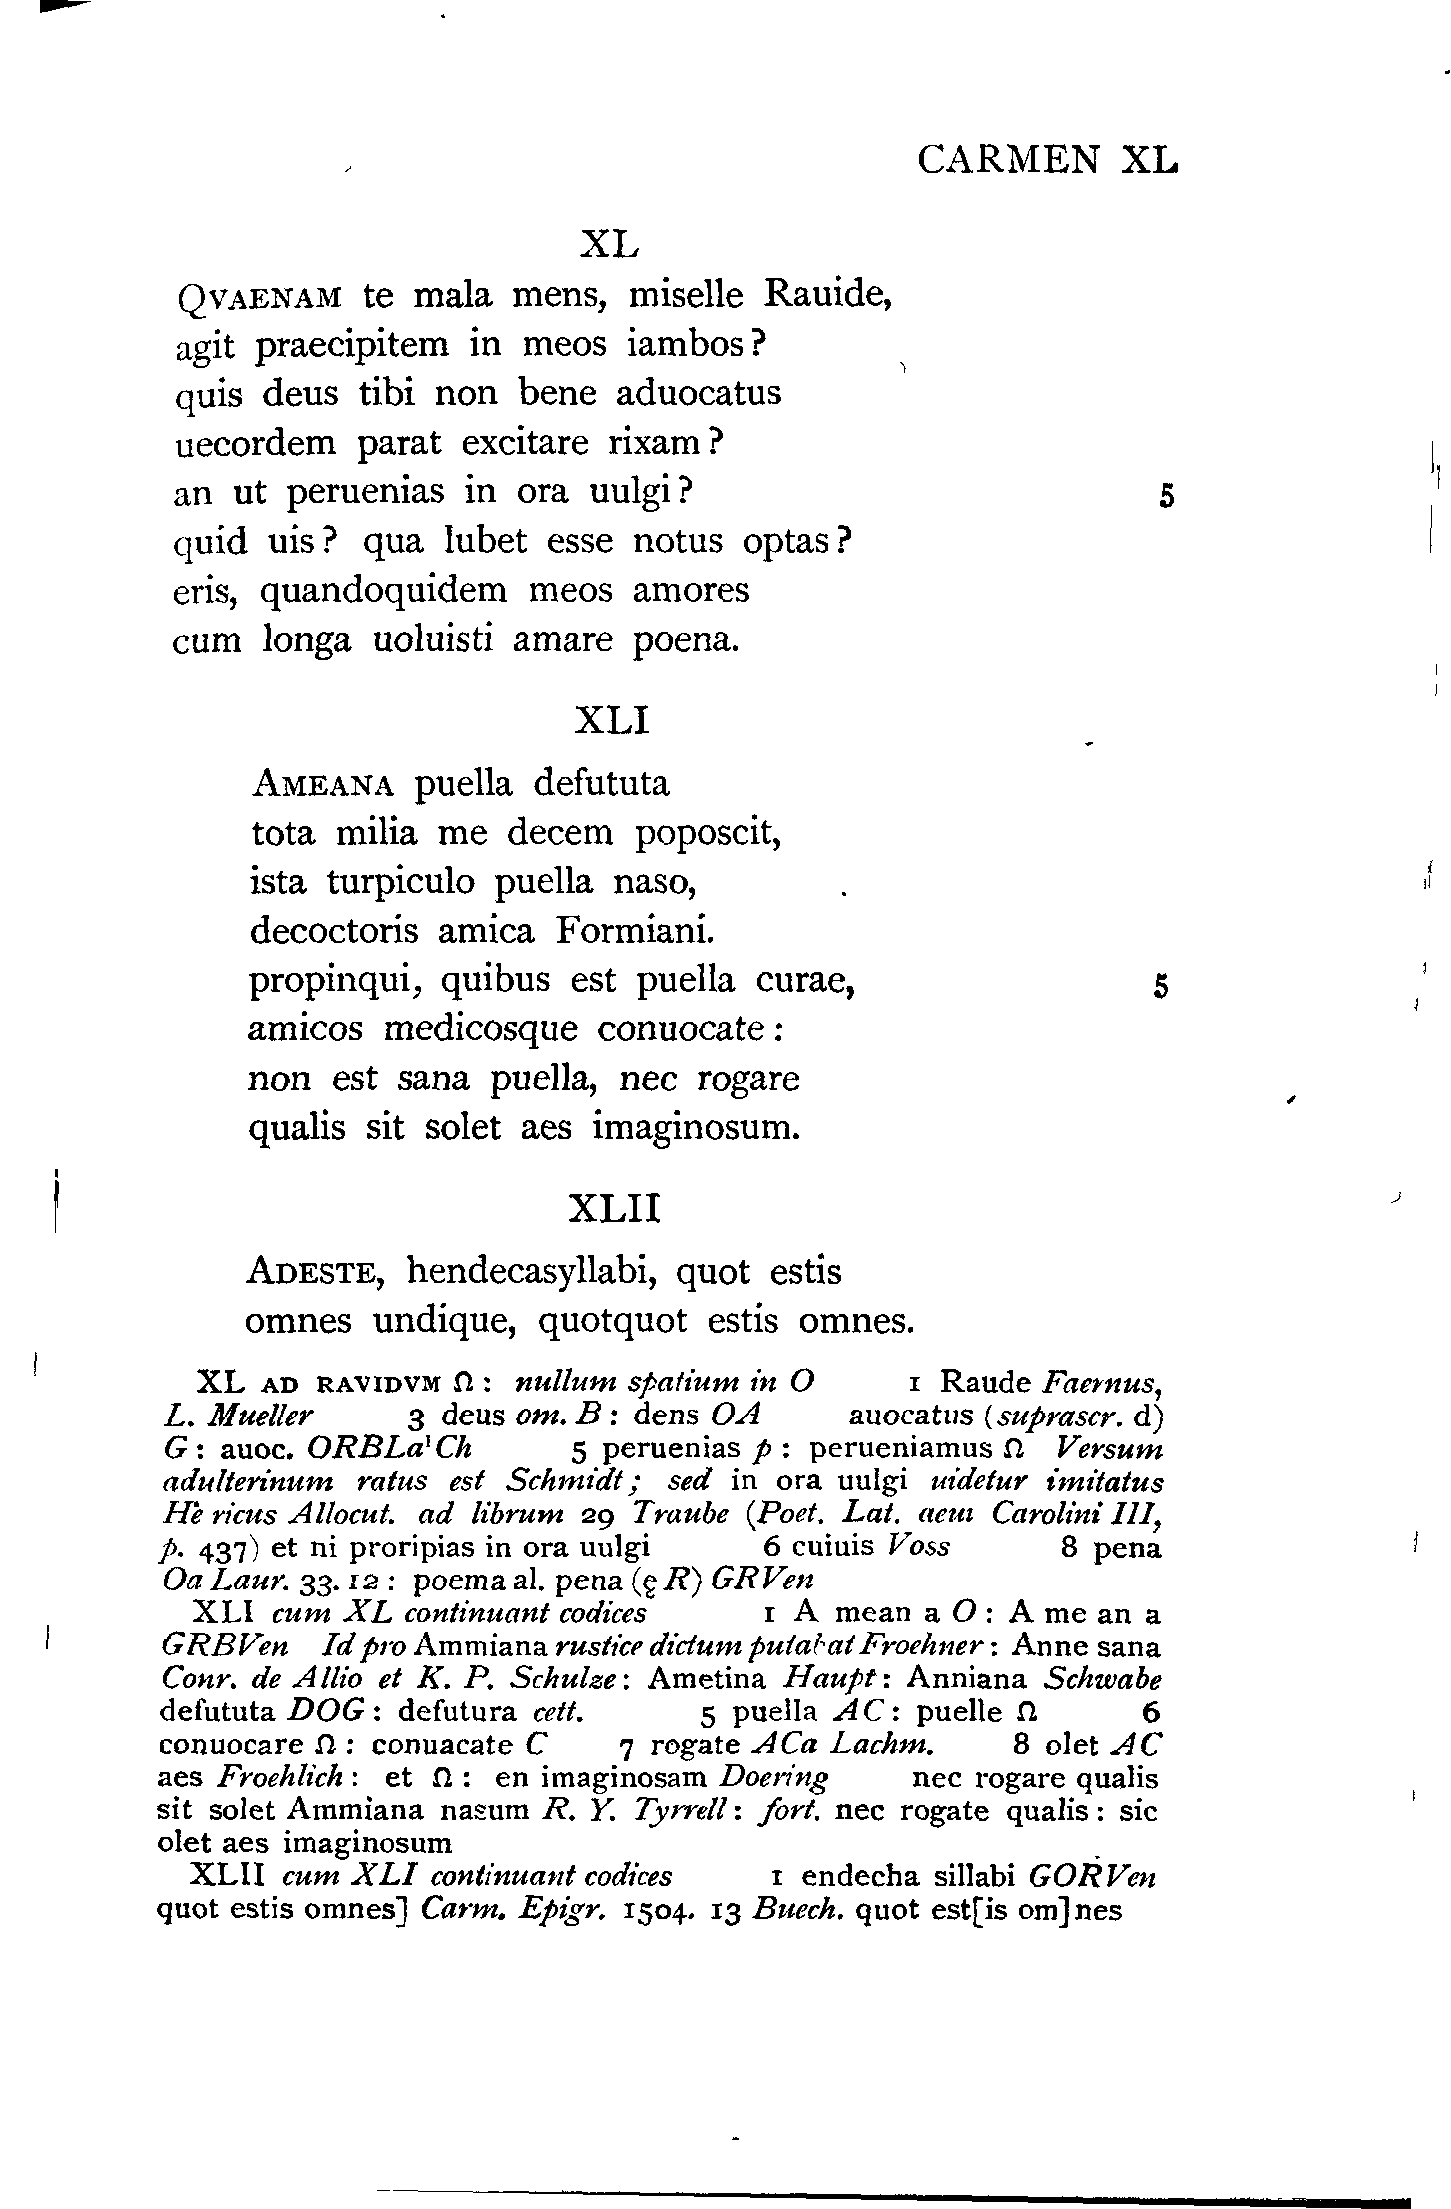 CARMEN XL
XL
QVAENAM te mala mens, miselle Rauide,
agit praecipitem in meos iambos?
quis deus tibi non bene aduocatus
uecordem parat excitare rixam?
an ut peruenias in ora uulgi? 5
quid uis? qua lubet esse notus optas?
eris, quandoquidem meos amores
cum longa uoluisti amare poena.
XLI
AMEANA puella defututa
tota milia me decem poposcit,
ista turpiculo puella naso,
decoctoris amica Formiani.
propinqui, quibus est puella curae, 5
amicos medicosque conuocate:
non est sana puella, nec rogare
qualis sit solet aes imaginosum.
XLII
ADESTE, hendecasyllabi, quot estis
omnes undique, quotquot estis omnes.
XL AD RAVIDVM Ω: nullum spatium in O 1 Raude Faernus,
L. Mueller 3 deus om. B: dens OA auocatus (suprascr. d)
G: auoc. ORBLa¹Ch 5 peruenias p: perueniamus Ω Versum
adulterinum ratus est Schmidt; sed in ora uulgi uidetur imitatus
He ricus Allocut. ad librum 29 Traube (Poet. Lat. aeui Carolini III,
p. 437) et ni proripias in ora uulgi 6 cuiuis Voss 8 pena
Oa Laur. 33. 12: poema al. pena (ę R) GRVen
XLI cum XL continuant codices 1 A mean a O: A me an a
GRBVen Id pro Ammiana rustice dictum putabat Froehner: Anne sana
Conr. de Allio et K. P. Schulze: Ametina Haupt: Anniana Schwabe
defututa DOG: defutura cett. 5 puella AC: puelle Ω 6
conuocare Ω: conuacate C 7 rogate ACa Lachm. 8 olet AC
aes Froehlich: et Ω: en imaginosam Doering nec rogare qualis
sit solet Ammiana nasum R. Y. Tyrrell: fort. nec rogate qualis: sic
olet aes imaginosum
XLII cum XLI continuant codices 1 endecha sillabi GORVen
quot estis omnes] Carm. Epigr. 1504. 13 Buech. quot est[is om]nes